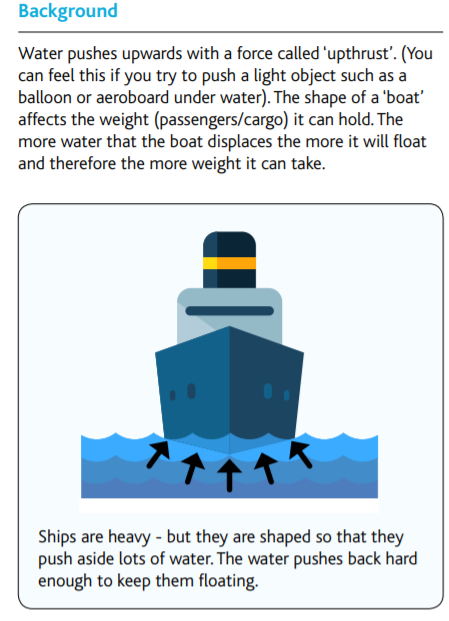 Background
Water pushes upwards with a force called 'upthrust'. (You
can feel this if you try to push a light object such as a
balloon or aeroboard under water). The shape of a 'boat'
affects the weight (passengers/cargo) it can hold. The
more water that the boat displaces the more it will float
and therefore the more weight it can take.
Ships are heavy - but they are shaped so that they
push aside lots of water. The water pushes back hard
enough to keep them floating.